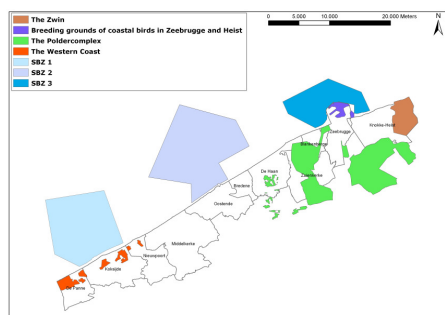 The Zwin
Breeding grounds of coastal birds in Zeebrugge and Heist
The Poldercomplex
The Western Coast
SBZ 1
SBZ 2
SBZ 3
0 5.000 10.000 20.000 Meters
N
Knokke-Heist
Zeebrugge
Blankenberge
De Haan
Zuienkerke
Bredene
Oostende
Middelkerke
Nieuwpoort
Koksijde
De Panne